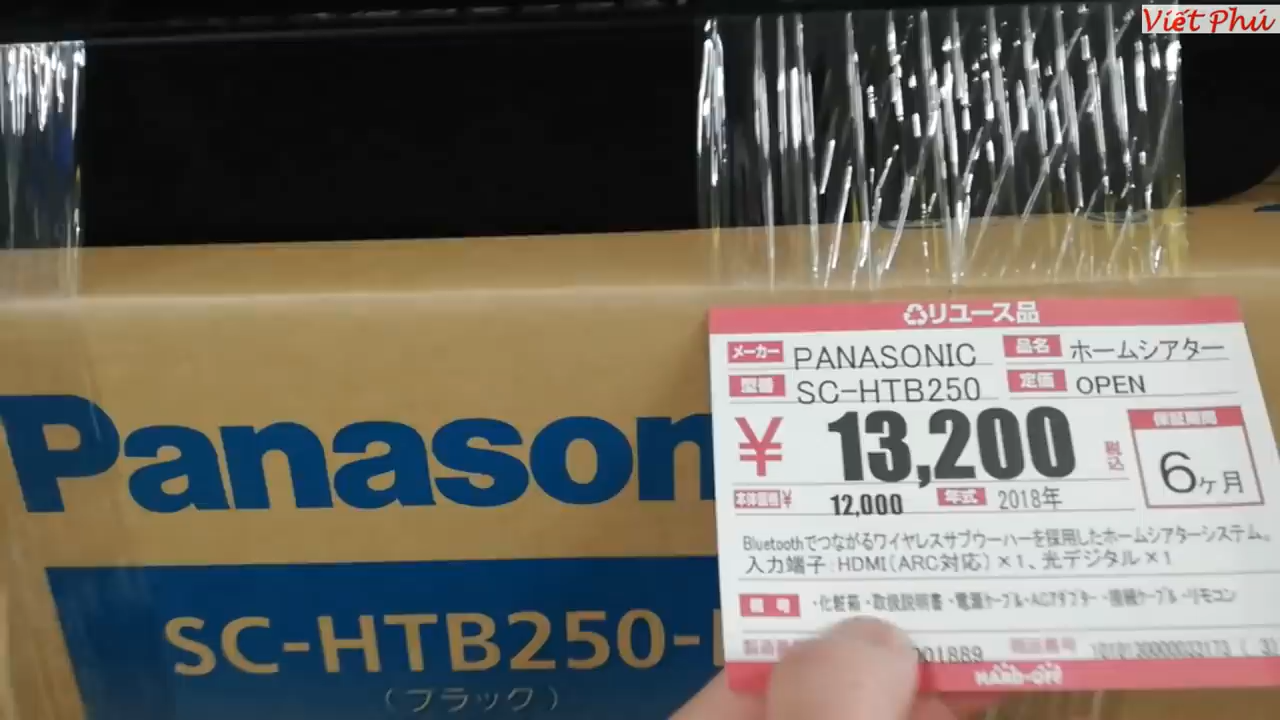 Việt Phú
リユース品
メーカー PANASONIC 品名 ホームシアター
型番 SC-HTB250 定価 OPEN
¥ 13,200 税込
保証期間
6ヶ月
本体価格¥ 12,000 年式 2018年
Bluetoothでつながるワイヤレスサブウーハーを採用したホームシアターシステム。
入力端子:HDMI(ARC対応)×1、光デジタル×1
備考 ・化粧箱・取扱説明書・電源ケーブル・ACアダプター・接続ケーブル・リモコン
001889
HARD-OFF
Panason
SC-HTB250-
(ブラック)